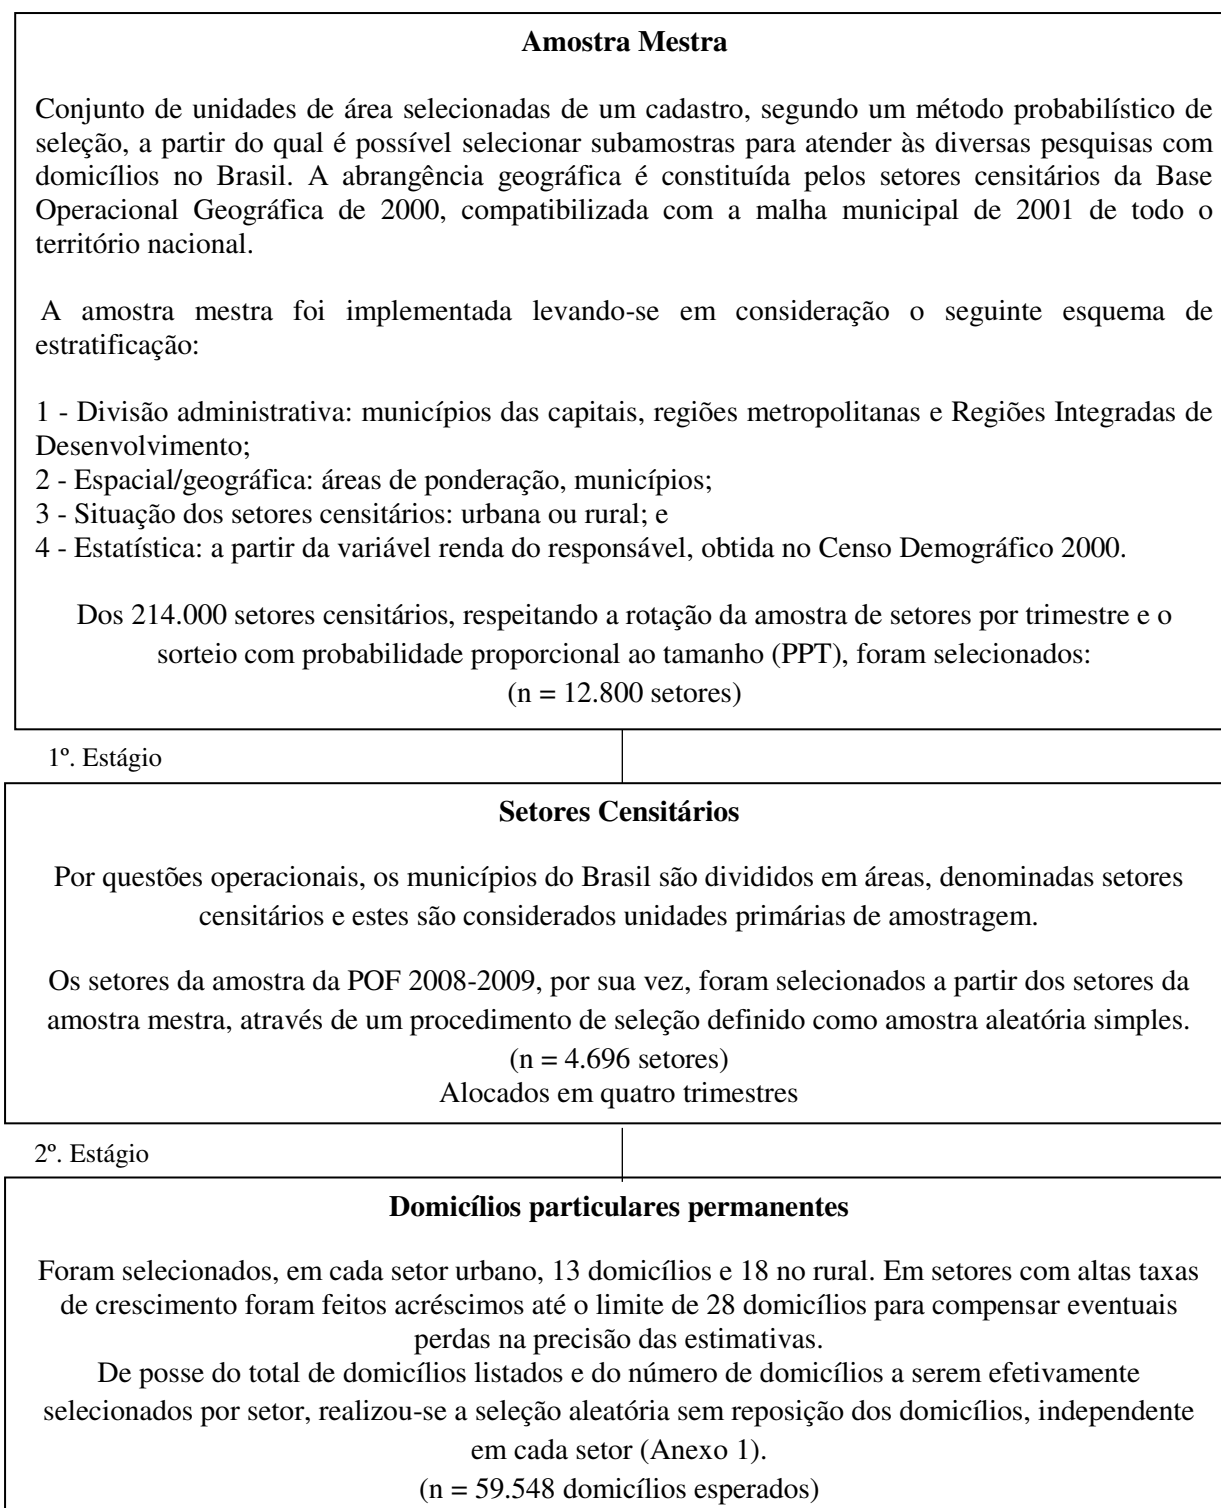 Amostra Mestra
Conjunto de unidades de área selecionadas de um cadastro, segundo um método probabilístico de
seleção, a partir do qual é possível selecionar subamostras para atender às diversas pesquisas com
domicílios no Brasil. A abrangência geográfica é constituída pelos setores censitários da Base
Operacional Geográfica de 2000, compatibilizada com a malha municipal de 2001 de todo o
território nacional.
A amostra mestra foi implementada levando-se em consideração o seguinte esquema de
estratificação:
1 - Divisão administrativa: municípios das capitais, regiões metropolitanas e Regiões Integradas de
Desenvolvimento;
2 - Espacial/geográfica: áreas de ponderação, municípios;
3 - Situação dos setores censitários: urbana ou rural; e
4 - Estatística: a partir da variável renda do responsável, obtida no Censo Demográfico 2000.
Dos 214.000 setores censitários, respeitando a rotação da amostra de setores por trimestre e o
sorteio com probabilidade proporcional ao tamanho (PPT), foram selecionados:
(n = 12.800 setores)
1º. Estágio
Setores Censitários
Por questões operacionais, os municípios do Brasil são divididos em áreas, denominadas setores
censitários e estes são considerados unidades primárias de amostragem.
Os setores da amostra da POF 2008-2009, por sua vez, foram selecionados a partir dos setores da
amostra mestra, através de um procedimento de seleção definido como amostra aleatória simples.
(n = 4.696 setores)
Alocados em quatro trimestres
2º. Estágio
Domicílios particulares permanentes
Foram selecionados, em cada setor urbano, 13 domicílios e 18 no rural. Em setores com altas taxas
de crescimento foram feitos acréscimos até o limite de 28 domicílios para compensar eventuais
perdas na precisão das estimativas.
De posse do total de domicílios listados e do número de domicílios a serem efetivamente
selecionados por setor, realizou-se a seleção aleatória sem reposição dos domicílios, independente
em cada setor (Anexo 1).
(n = 59.548 domicílios esperados)